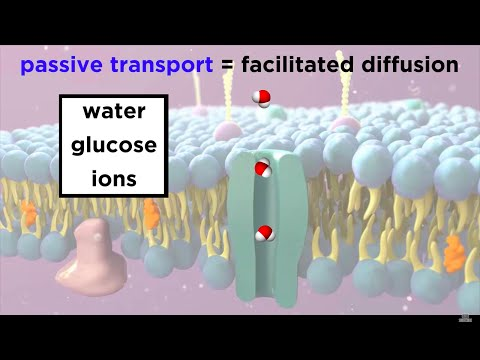 passive transport = facilitated diffusion
water
glucose
ions